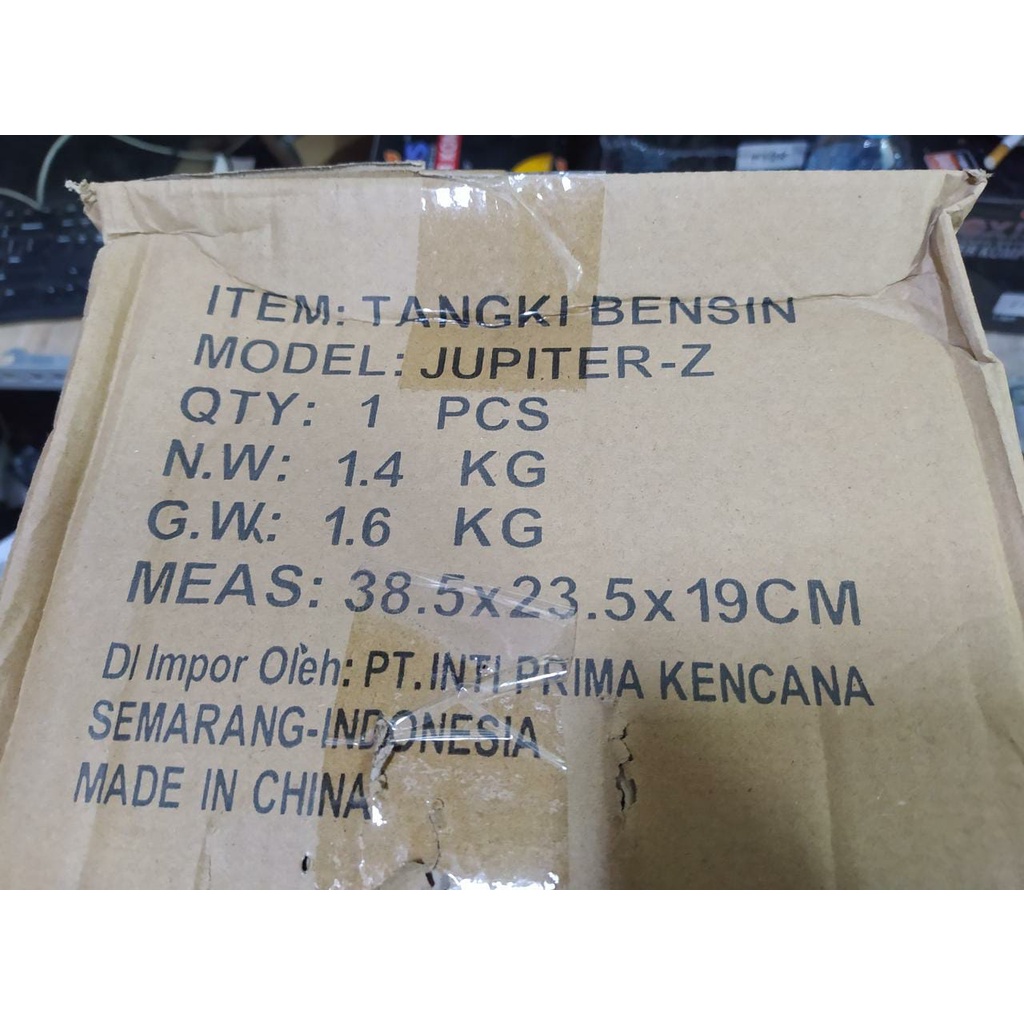 ITEM: TANGKI BENSIN
MODEL: JUPITER-Z
QTY: 1 PCS
N.W: 1.4 KG
G.W.: 1.6 KG
MEAS: 38.5x23.5x19CM
DI Impor Oleh: PT. INTI PRIMA KENCANA
SEMARANG-INDONESIA
MADE IN CHINA